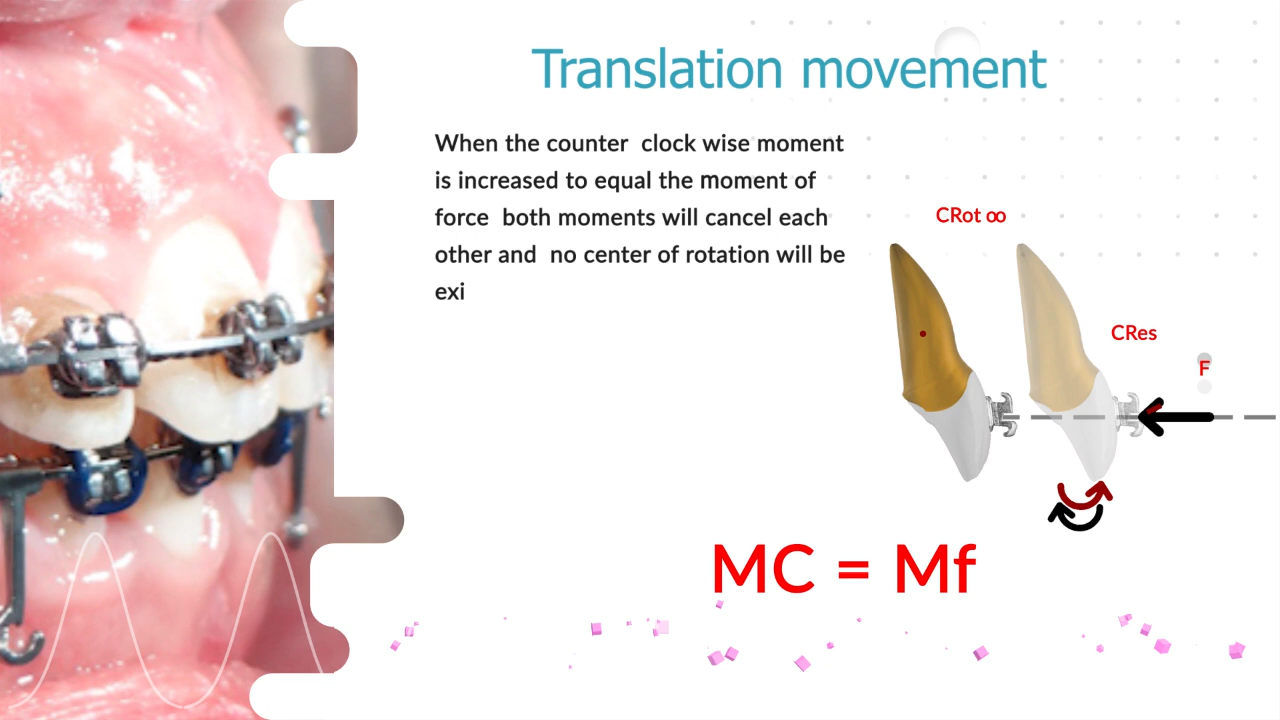 Translation movement
When the counter clock wise moment
is increased to equal the moment of
force both moments will cancel each
other and no center of rotation will be
exi
CRot ∞
CRes
F
MC = Mf